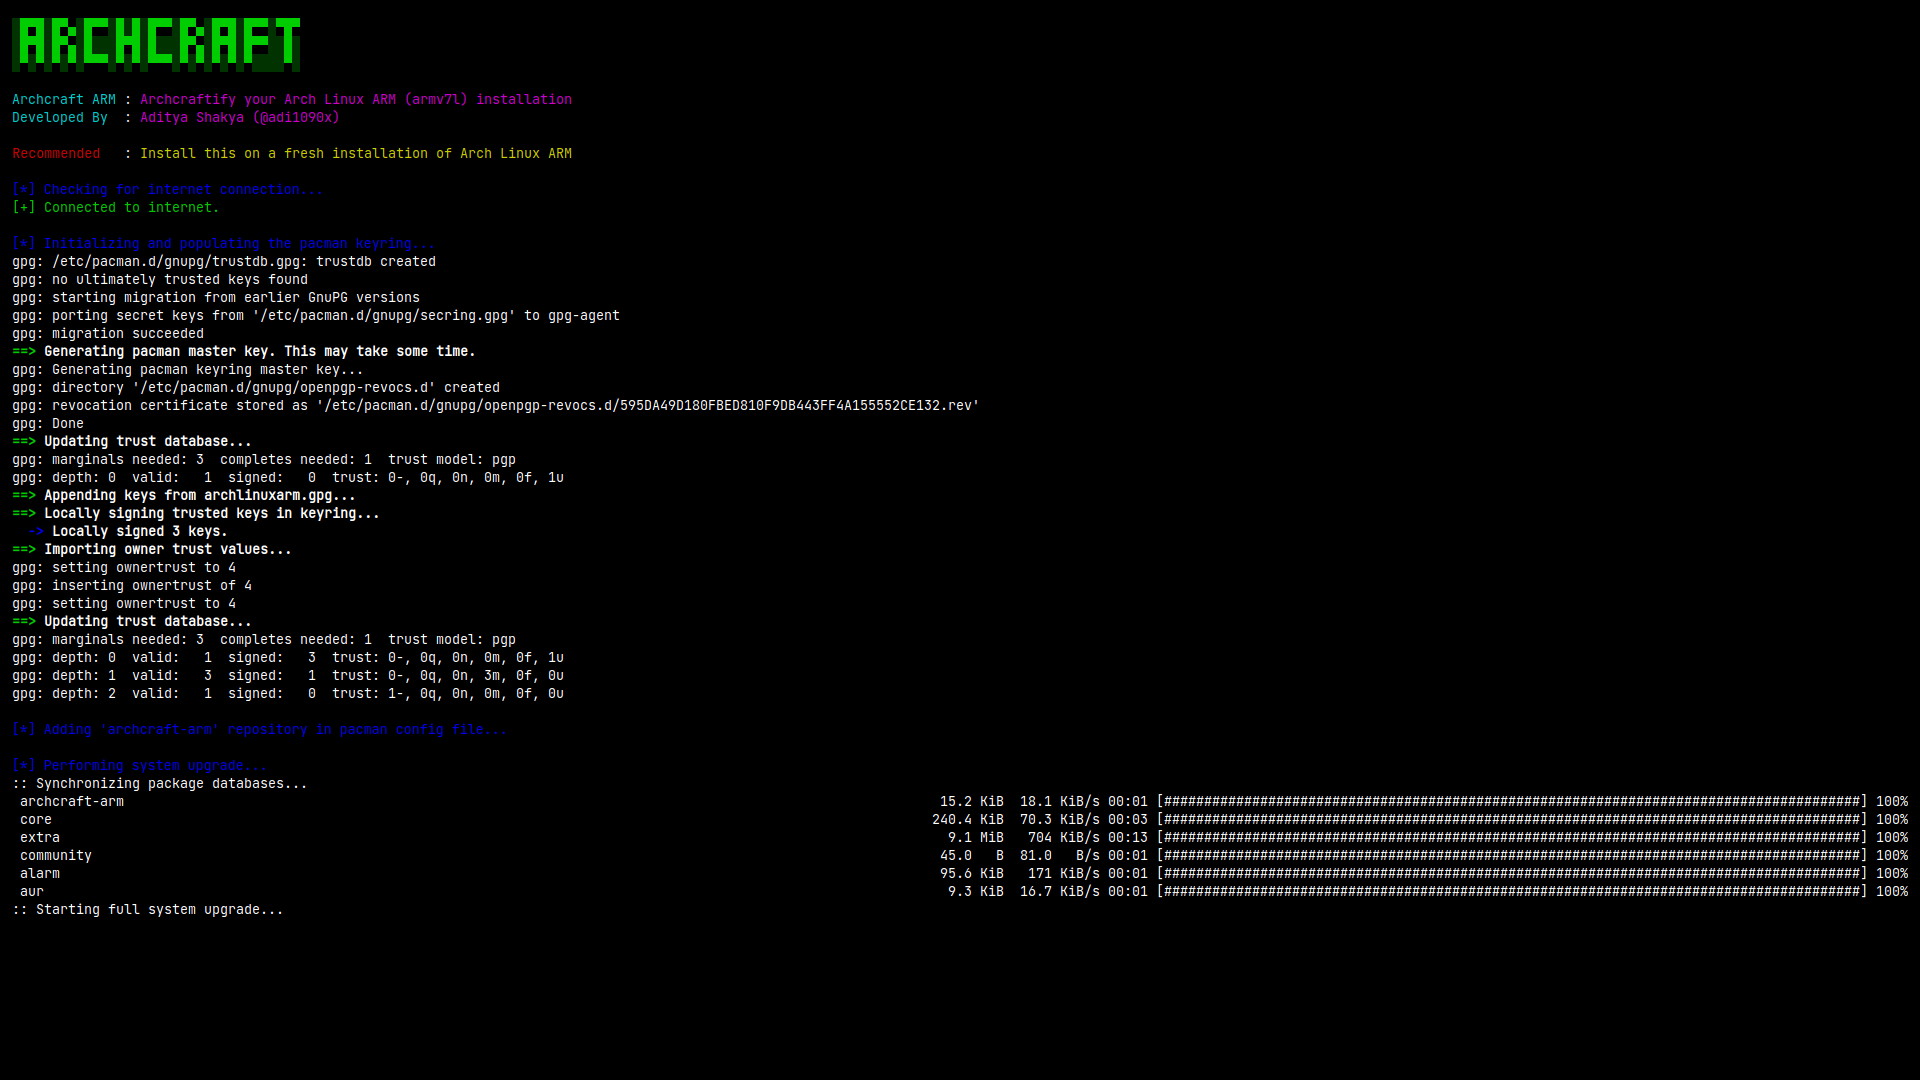 ARCHCRAFT
Archcraft ARM : Archcraftify your Arch Linux ARM (armv7l) installation
Developed By  : Aditya Shakya (@adi1090x)
Recommended   : Install this on a fresh installation of Arch Linux ARM
[*] Checking for internet connection...
[+] Connected to internet.
[*] Initializing and populating the pacman keyring...
gpg: /etc/pacman.d/gnupg/trustdb.gpg: trustdb created
gpg: no ultimately trusted keys found
gpg: starting migration from earlier GnuPG versions
gpg: porting secret keys from '/etc/pacman.d/gnupg/secring.gpg' to gpg-agent
gpg: migration succeeded
==> Generating pacman master key. This may take some time.
gpg: Generating pacman keyring master key...
gpg: directory '/etc/pacman.d/gnupg/openpgp-revocs.d' created
gpg: revocation certificate stored as '/etc/pacman.d/gnupg/openpgp-revocs.d/595DA49D180FBED810F9DB443FF4A155552CE132.rev'
gpg: Done
==> Updating trust database...
gpg: marginals needed: 3  completes needed: 1  trust model: pgp
gpg: depth: 0  valid:   1  signed:   0  trust: 0-, 0q, 0n, 0m, 0f, 1u
==> Appending keys from archlinuxarm.gpg...
==> Locally signing trusted keys in keyring...
  -> Locally signed 3 keys.
==> Importing owner trust values...
gpg: setting ownertrust to 4
gpg: inserting ownertrust of 4
gpg: setting ownertrust to 4
==> Updating trust database...
gpg: marginals needed: 3  completes needed: 1  trust model: pgp
gpg: depth: 0  valid:   1  signed:   3  trust: 0-, 0q, 0n, 0m, 0f, 1u
gpg: depth: 1  valid:   3  signed:   1  trust: 0-, 0q, 0n, 3m, 0f, 0u
gpg: depth: 2  valid:   1  signed:   0  trust: 1-, 0q, 0n, 0m, 0f, 0u
[*] Adding 'archcraft-arm' repository in pacman config file...
[*] Performing system upgrade...
:: Synchronizing package databases...
 archcraft-arm 15.2 KiB  18.1 KiB/s 00:01 [#######################################################################################] 100%
 core 240.4 KiB  70.3 KiB/s 00:03 [#######################################################################################] 100%
 extra 9.1 MiB   704 KiB/s 00:13 [#######################################################################################] 100%
 community 45.0   B  81.0   B/s 00:01 [#######################################################################################] 100%
 alarm 95.6 KiB   171 KiB/s 00:01 [#######################################################################################] 100%
 aur 9.3 KiB  16.7 KiB/s 00:01 [#######################################################################################] 100%
:: Starting full system upgrade...